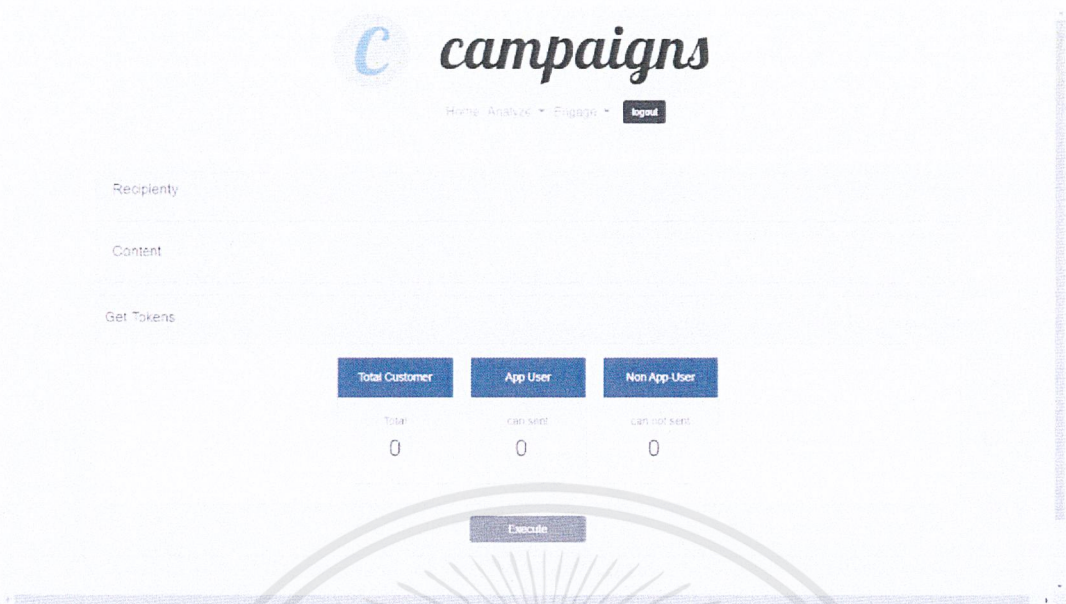 C campaigns
Home Analize Engage logout
Recipienty
Content
Get Tokens
Total Customer App User Non App-User
Total can sent can not sent
0 0 0
Execute